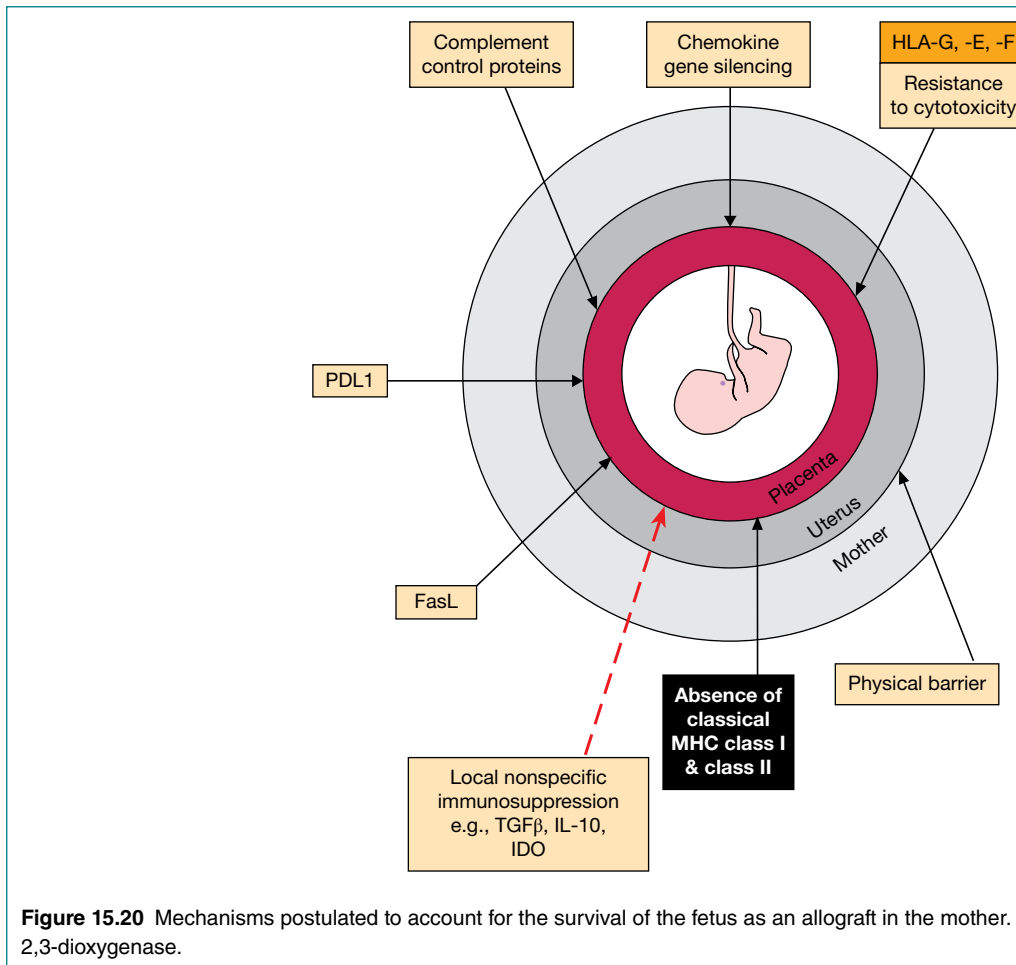 Complement
control proteins
Chemokine
gene silencing
HLA-G, -E, -F
Resistance
to cytotoxicity
PDL1
Placenta
Uterus
Mother
FasL
Physical barrier
Absence of
classical
MHC class I
& class II
Local nonspecific
immunosuppression
e.g., TGFβ, IL-10,
IDO
Figure 15.20 Mechanisms postulated to account for the survival of the fetus as an allograft in the mother.
2,3-dioxygenase.